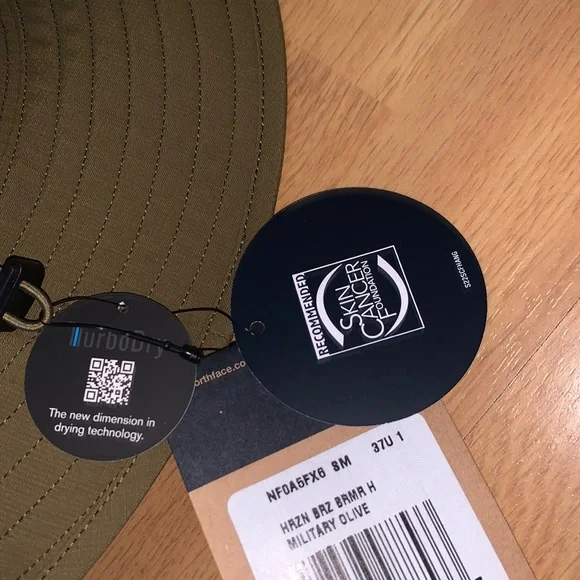 TurboDry
The new dimension in
drying technology.
RECOMMENDED
SKIN
CANCER
FOUNDATION
S22SCFHANG
orthface.co
NF0A5FX6 SM 37U 1
HRZN BRZ BRMR H
MILITARY OLIVE